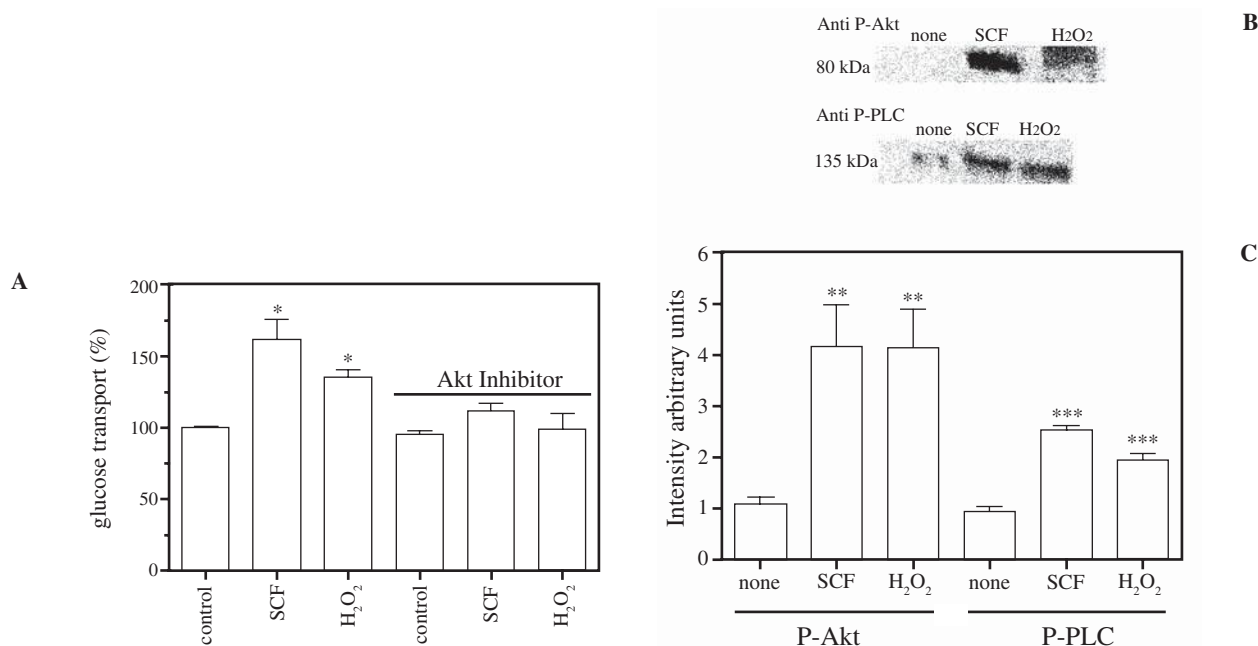 A
glucose transport (%)
200
150
100
50
0
*
*
Akt Inhibitor
control
SCF
H₂O₂
control
SCF
H₂O₂
B
Anti P-Akt
none SCF H2O2
80 kDa
Anti P-PLC
none SCF H2O2
135 kDa
C
Intensity arbitrary units
6
5
4
3
2
1
0
** **
*** ***
none SCF H₂O₂ none SCF H₂O₂
P-Akt P-PLC